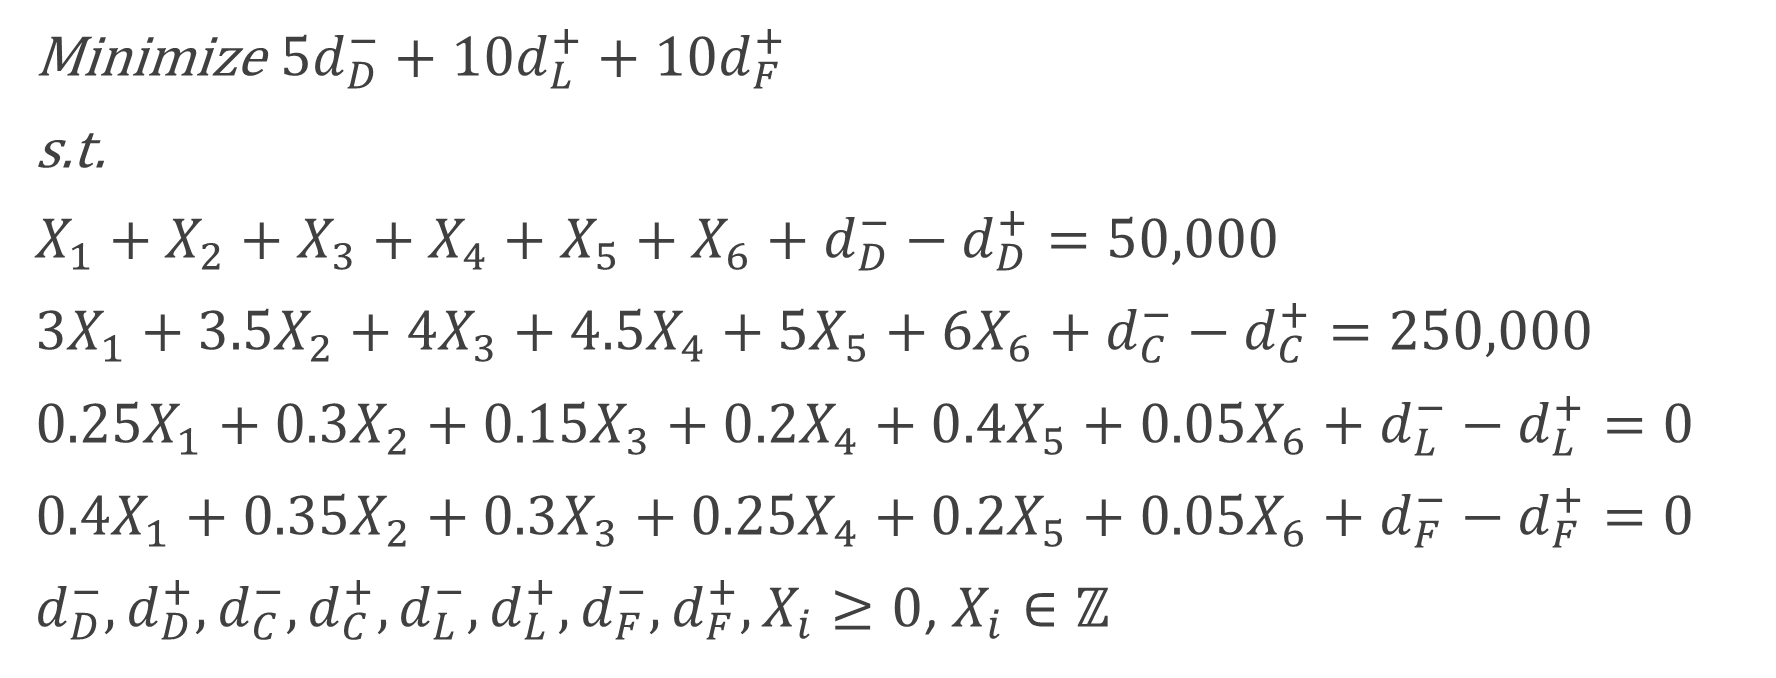 Minimize 5d_D^- + 10d_L^+ + 10d_F^+
s.t.
X_1 + X_2 + X_3 + X_4 + X_5 + X_6 + d_D^- − d_D^+ = 50,000
3X_1 + 3.5X_2 + 4X_3 + 4.5X_4 + 5X_5 + 6X_6 + d_C^- − d_C^+ = 250,000
0.25X_1 + 0.3X_2 + 0.15X_3 + 0.2X_4 + 0.4X_5 + 0.05X_6 + d_L^- − d_L^+ = 0
0.4X_1 + 0.35X_2 + 0.3X_3 + 0.25X_4 + 0.2X_5 + 0.05X_6 + d_F^- − d_F^+ = 0
d_D^-, d_D^+, d_C^-, d_C^+, d_L^-, d_L^+, d_F^-, d_F^+, X_i ≥ 0, X_i ∈ ℤ